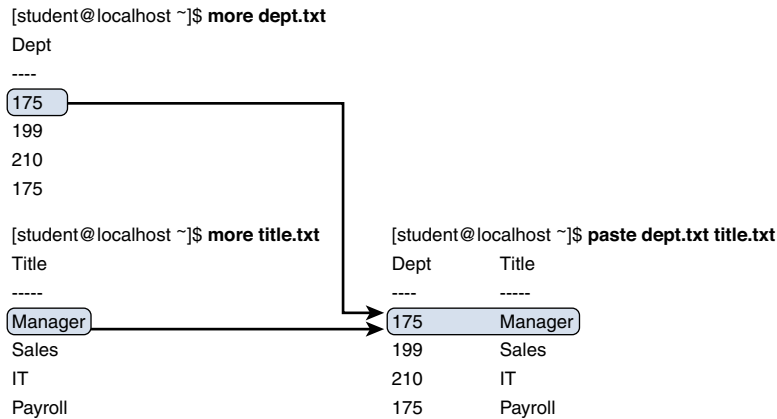 [student@localhost ~]$ more dept.txt
Dept
----
175
199
210
175
[student@localhost ~]$ more title.txt
Title
-----
Manager
Sales
IT
Payroll
[student@localhost ~]$ paste dept.txt title.txt
Dept Title
---- -----
175 Manager
199 Sales
210 IT
175 Payroll